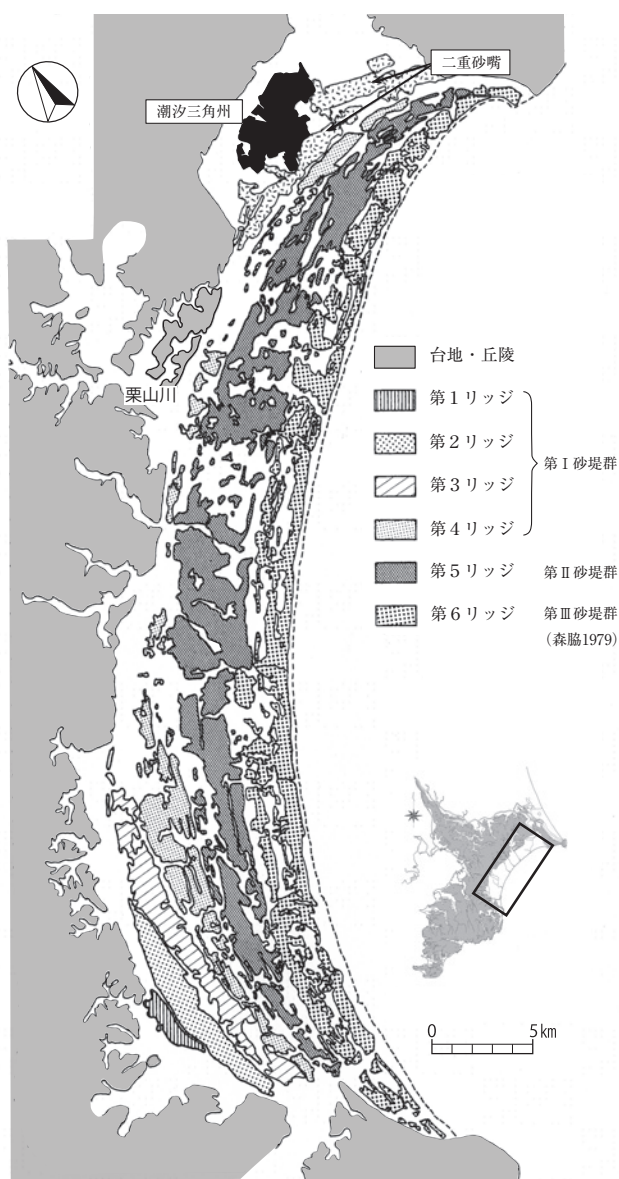 二重砂嘴
潮汐三角州
栗山川
台地・丘陵
第1リッジ
第2リッジ
第3リッジ
第4リッジ
第Ⅰ砂堤群
第5リッジ 第Ⅱ砂堤群
第6リッジ 第Ⅲ砂堤群
(森脇1979)
0 5km